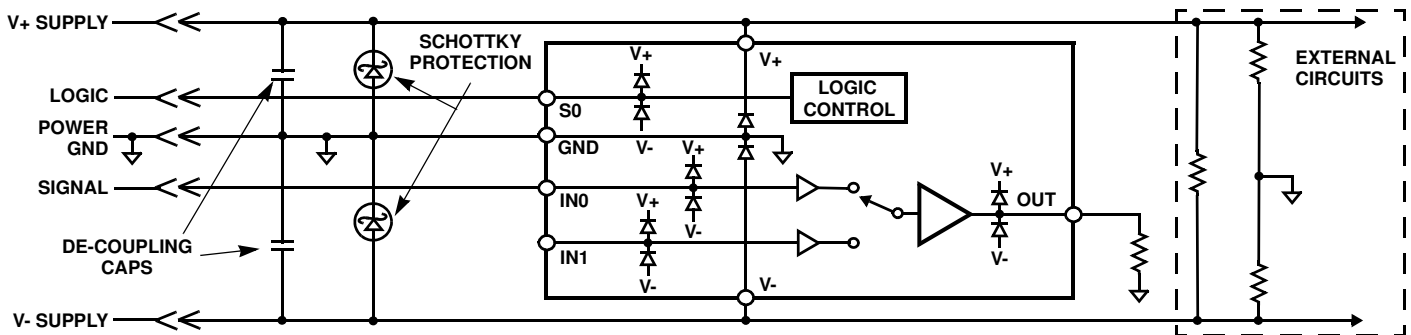 V+ SUPPLY
SCHOTTKY
PROTECTION
V+
V+
EXTERNAL
CIRCUITS
LOGIC
S0
LOGIC
CONTROL
POWER
GND
GND
V-
V+
SIGNAL
IN0
V+
V-
V+
OUT
DE-COUPLING
CAPS
IN1
V-
V-
V-
V- SUPPLY